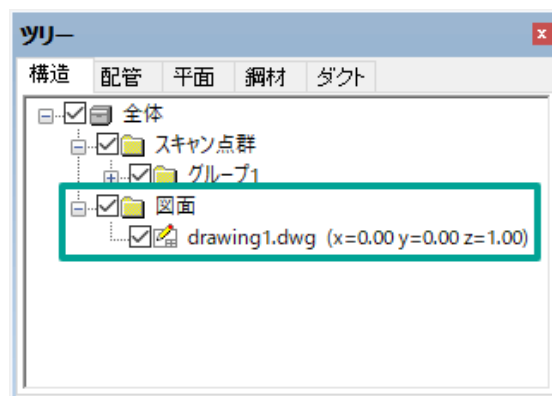 ツリー
構造 配管 平面 鋼材 ダクト
全体
スキャン点群
グループ1
図面
drawing1.dwg (x=0.00 y=0.00 z=1.00)